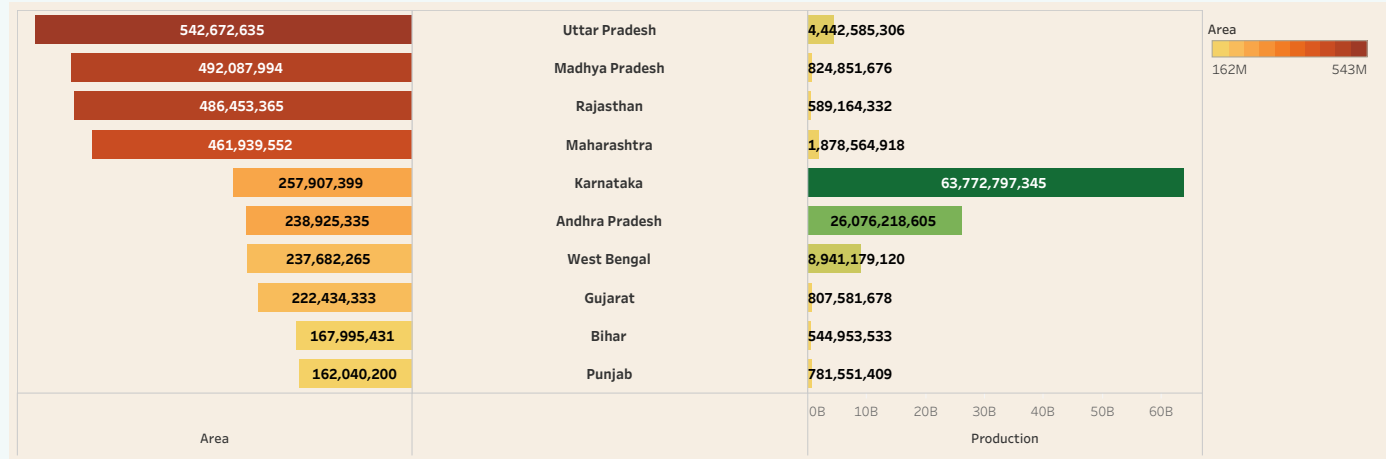 542,672,635 Uttar Pradesh 4,442,585,306
492,087,994 Madhya Pradesh 824,851,676
486,453,365 Rajasthan 589,164,332
461,939,552 Maharashtra 1,878,564,918
257,907,399 Karnataka 63,772,797,345
238,925,335 Andhra Pradesh 26,076,218,605
237,682,265 West Bengal 8,941,179,120
222,434,333 Gujarat 807,581,678
167,995,431 Bihar 544,953,533
162,040,200 Punjab 781,551,409
0B 10B 20B 30B 40B 50B 60B
Area Production
Area
162M 543M